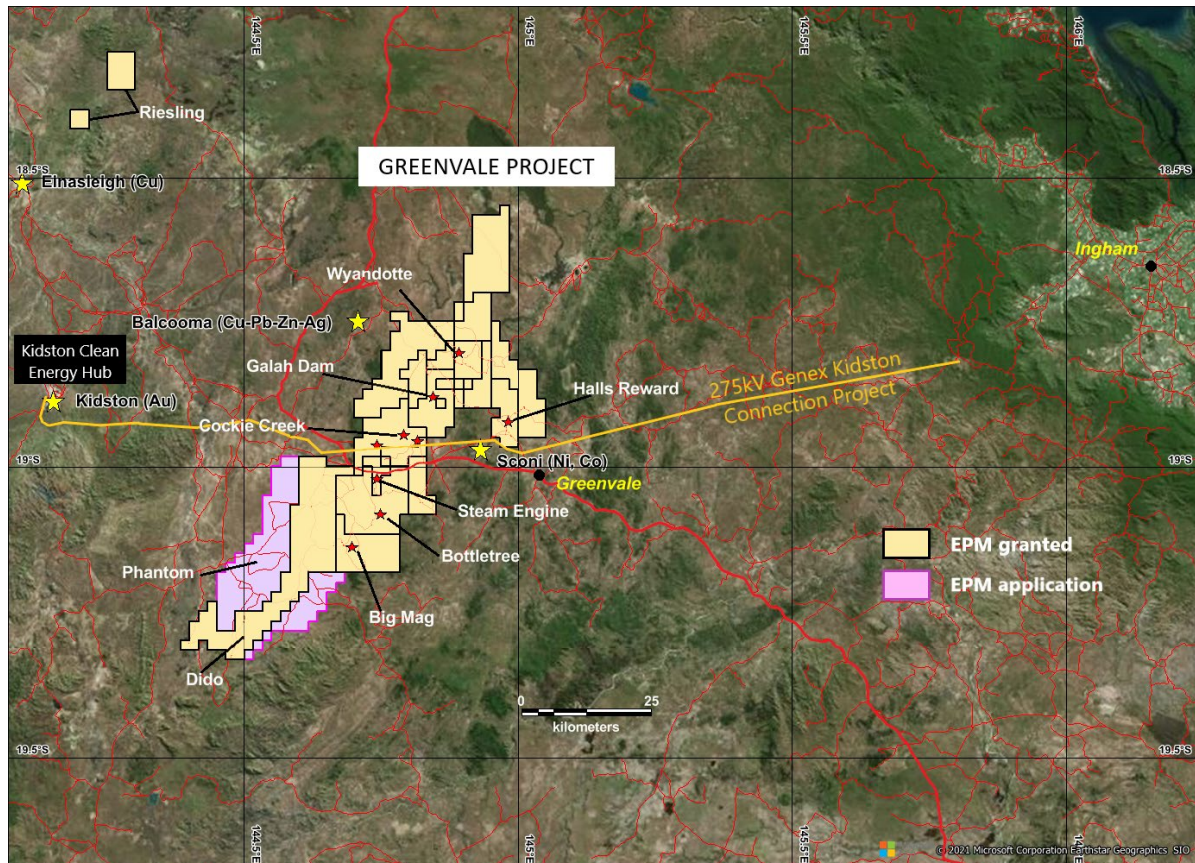 144.5°E
145°E
145.5°E
146°E
Riesling
GREENVALE PROJECT
18.5°S
18.5°S
Einasleigh (Cu)
Ingham
Wyandotte
Balcooma (Cu-Pb-Zn-Ag)
Kidston Clean
Energy Hub
Galah Dam
Halls Reward
275kV Genex Kidston
Connection Project
Kidston (Au)
Cockie Creek
19°S
19°S
Sconi (Ni, Co)
Greenvale
Steam Engine
Bottletree
EPM granted
Phantom
EPM application
Big Mag
Dido
0
25
kilometers
19.5°S
19.5°S
144.5°E
145°E
145.5°E
146°E
© 2021 Microsoft Corporation Earthstar Geographics SIO